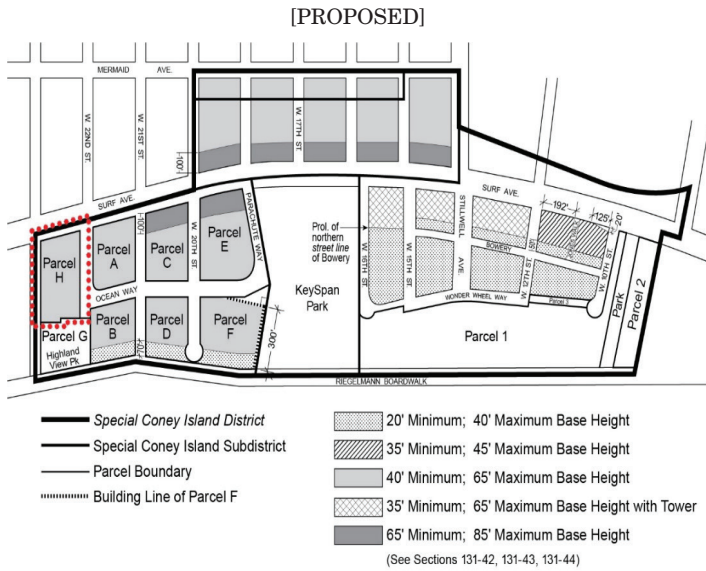 [PROPOSED]
MERMAID AVE.
W. 22ND ST.
W. 21ST ST.
W. 17TH ST.
100'
SURF AVE.
SURF AVE.
192'
125'
20'
100'
W. 20TH ST.
PARACHUTE WAY
STILLWELL AVE.
Prol. of northern street line of Bowery
BOWERY
W. 16TH ST.
W. 15TH ST.
W. 12TH ST.
W. 10TH ST.
Parcel H
Parcel A
Parcel C
Parcel E
KeySpan Park
OCEAN WAY
WONDER WHEEL WAY
Parcel 3
Park
Parcel 2
Parcel G
Highland View Pk
Parcel B
Parcel D
Parcel F
300'
Parcel 1
RIEGELMANN BOARDWALK
Special Coney Island District
Special Coney Island Subdistrict
Parcel Boundary
Building Line of Parcel F
20' Minimum; 40' Maximum Base Height
35' Minimum; 45' Maximum Base Height
40' Minimum; 65' Maximum Base Height
35' Minimum; 65' Maximum Base Height with Tower
65' Minimum; 85' Maximum Base Height
(See Sections 131-42, 131-43, 131-44)